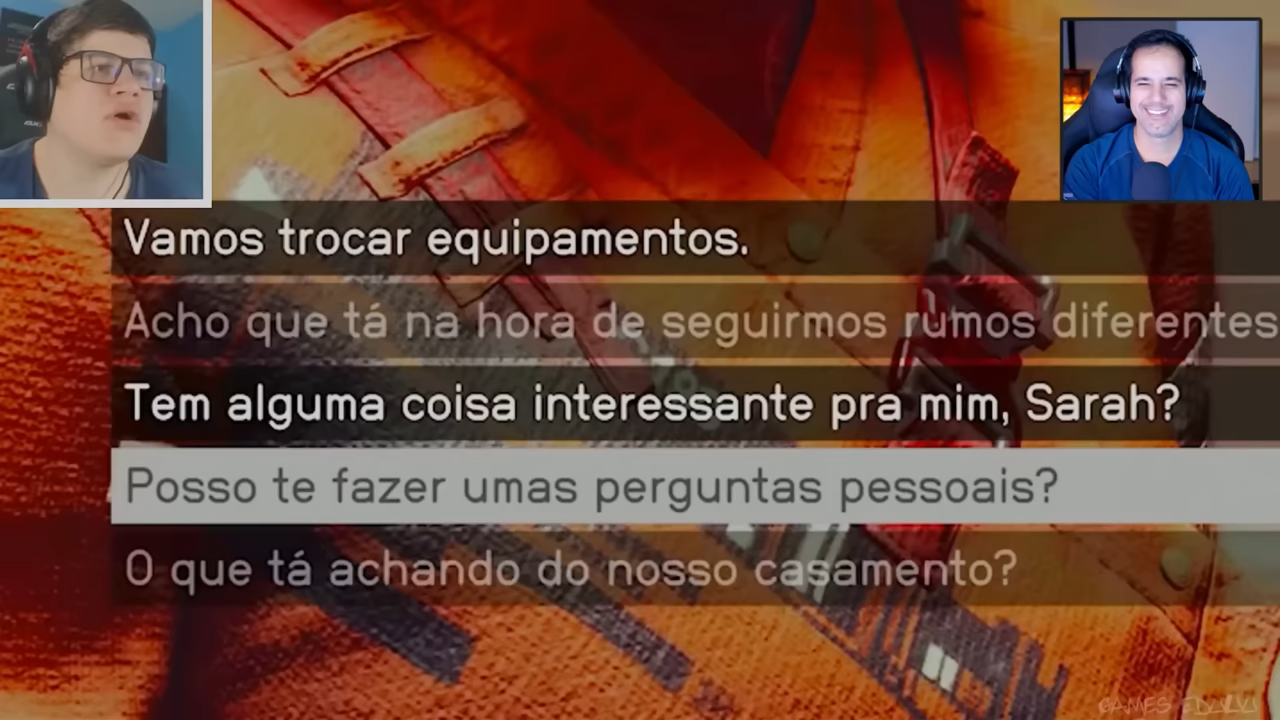 Vamos trocar equipamentos.
Acho que tá na hora de seguirmos rumos diferentes
Tem alguma coisa interessante pra mim, Sarah?
Posso te fazer umas perguntas pessoais?
O que tá achando do nosso casamento?
GAMES